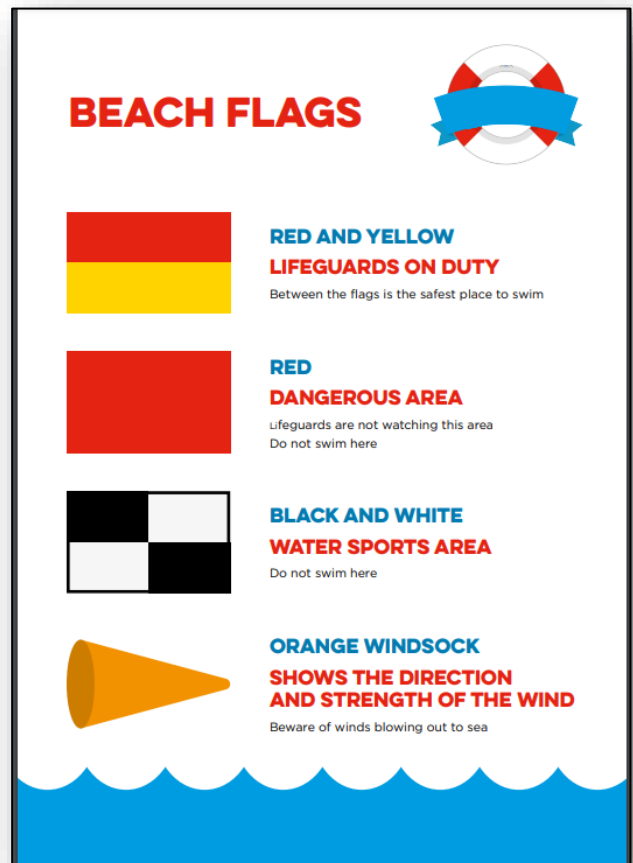 BEACH FLAGS
RED AND YELLOW
LIFEGUARDS ON DUTY
Between the flags is the safest place to swim
RED
DANGEROUS AREA
Lifeguards are not watching this area
Do not swim here
BLACK AND WHITE
WATER SPORTS AREA
Do not swim here
ORANGE WINDSOCK
SHOWS THE DIRECTION
AND STRENGTH OF THE WIND
Beware of winds blowing out to sea